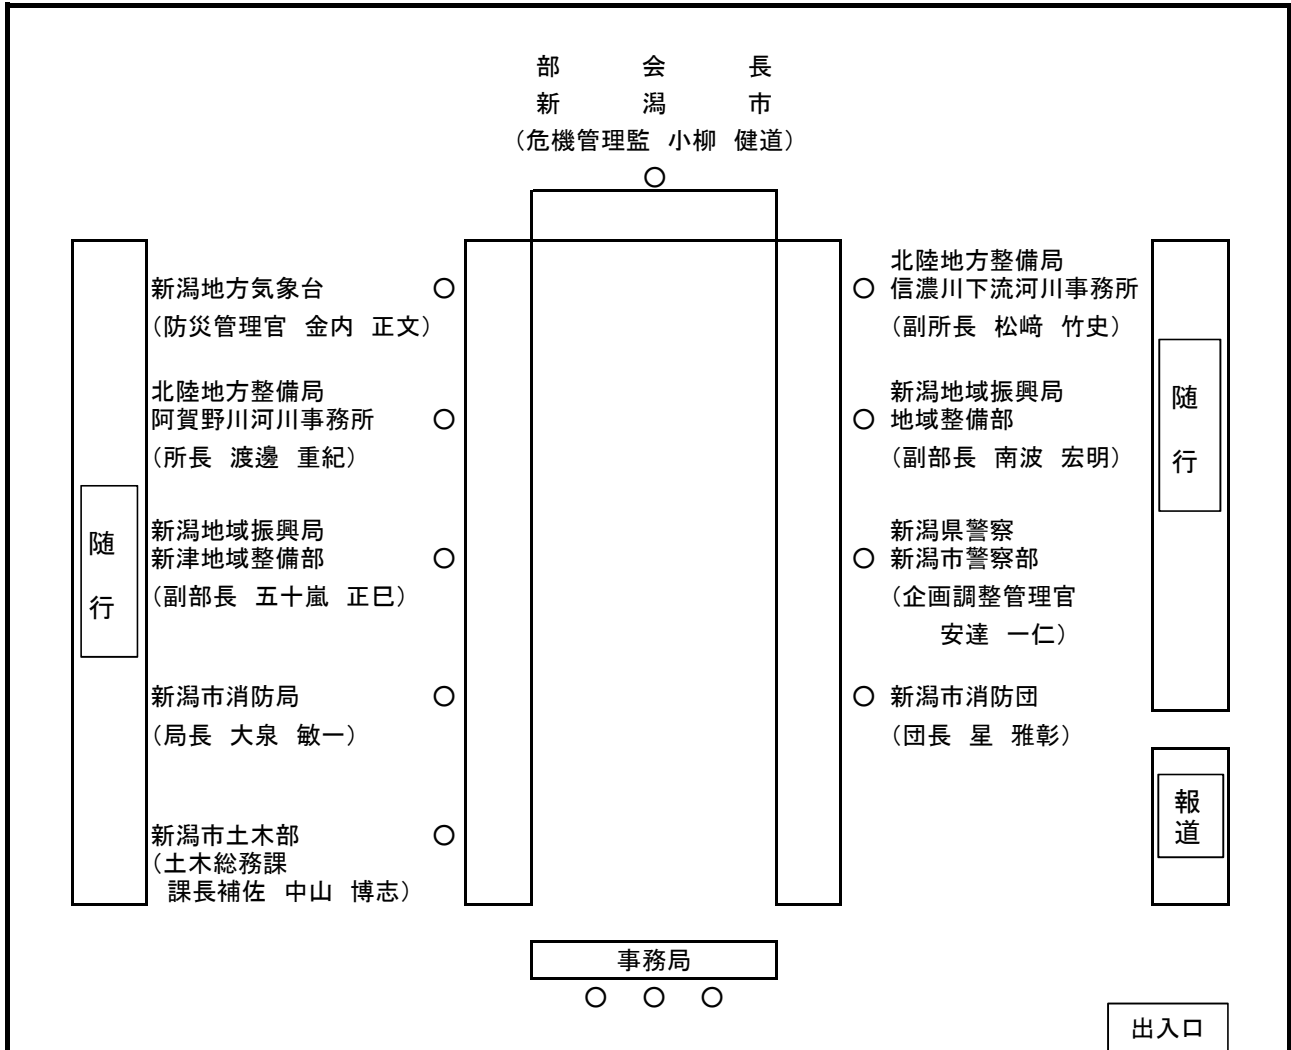 部 会 長
新 潟 市
（危機管理監 小柳 健道）
新潟地方気象台
（防災管理官 金内 正文）
北陸地方整備局
阿賀野川河川事務所
（所長 渡邊 重紀）
新潟地域振興局
新津地域整備部
（副部長 五十嵐 正巳）
新潟市消防局
（局長 大泉 敏一）
新潟市土木部
（土木総務課
課長補佐 中山 博志）
随
行
北陸地方整備局
信濃川下流河川事務所
（副所長 松﨑 竹史）
新潟地域振興局
地域整備部
（副部長 南波 宏明）
新潟県警察
新潟市警察部
（企画調整管理官
安達 一仁）
新潟市消防団
（団長 星 雅彰）
随
行
報
道
事務局
出入口